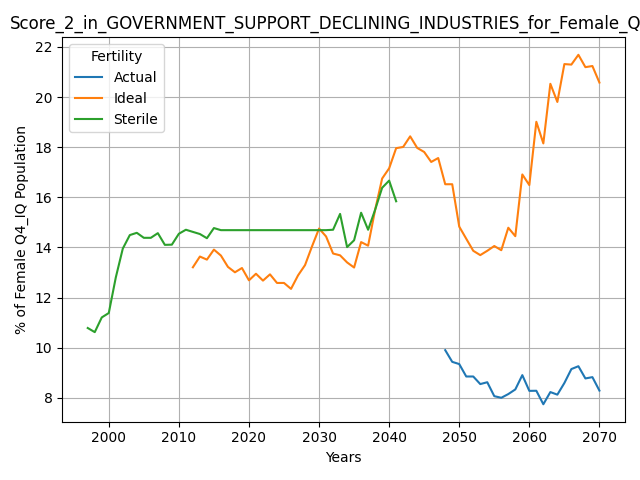 Score_2_in_GOVERNMENT_SUPPORT_DECLINING_INDUSTRIES_for_Female_Q
Fertility
Actual
Ideal
Sterile
% of Female Q4_IQ Population
22
20
18
16
14
12
10
8
2000 2010 2020 2030 2040 2050 2060 2070
Years